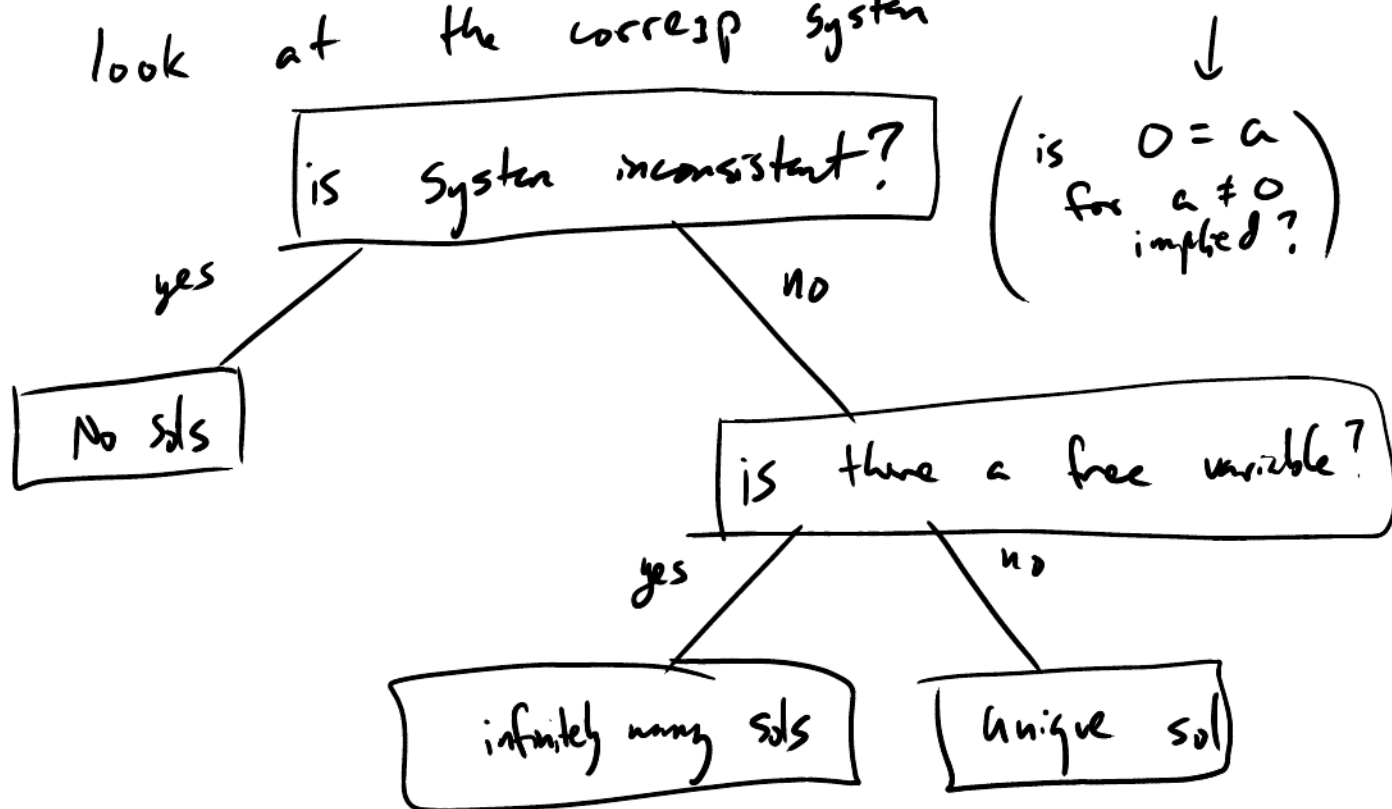 look at the corresp system
is system inconsistent?
(is 0 = a
for a ≠ 0
implied?)
yes
no
No sols
is there a free variable?
yes
no
infinitely many sols
unique sol